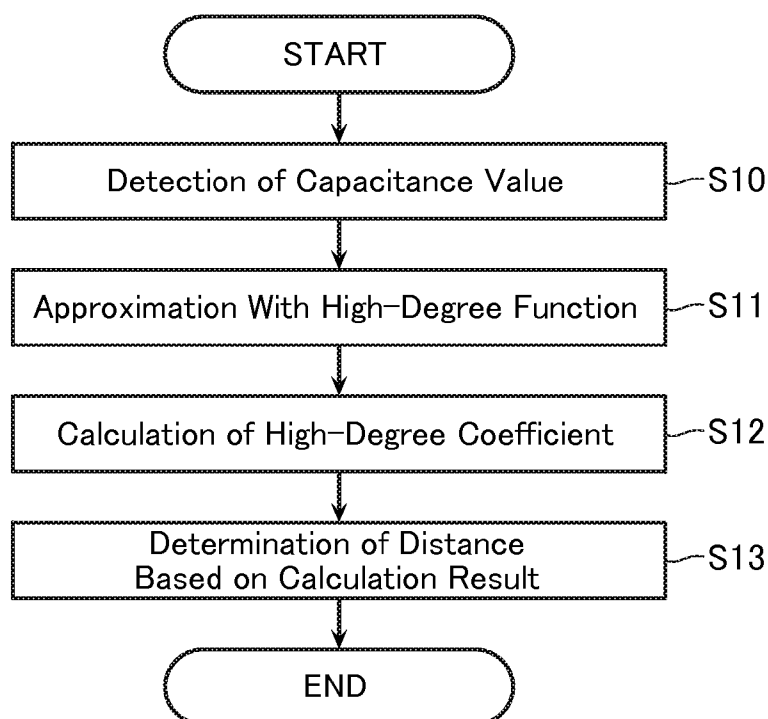 START
Detection of Capacitance Value
S10
Approximation With High-Degree Function
S11
Calculation of High-Degree Coefficient
S12
Determination of Distance
Based on Calculation Result
S13
END